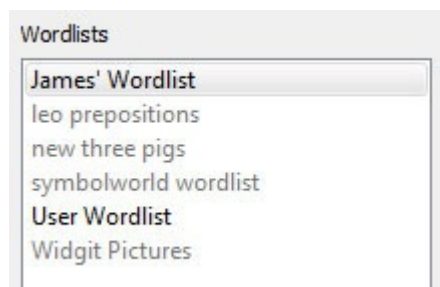 Wordlists
James' Wordlist
leo prepositions
new three pigs
symbolworld wordlist
User Wordlist
Widgit Pictures